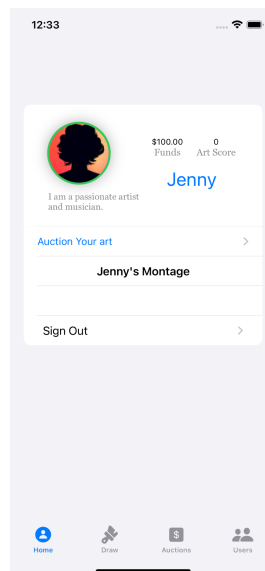 12:33
$100.00 0
Funds Art Score
Jenny
I am a passionate artist
and musician.
Auction Your art
Jenny's Montage
Sign Out
Home Draw Auctions Users